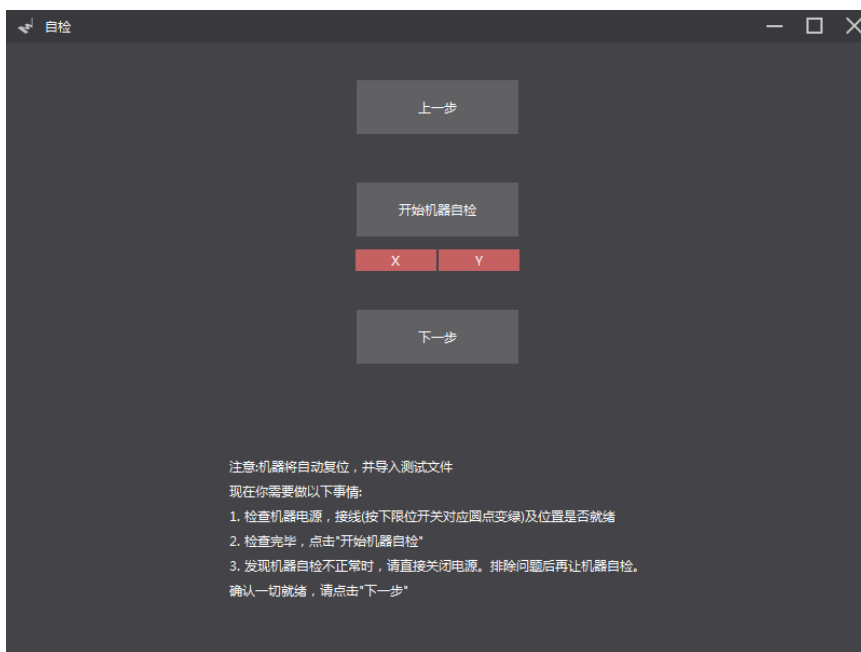 自检
上一步
开始机器自检
X Y
下一步
注意:机器将自动复位，并导入测试文件
现在你需要做以下事情:
1. 检查机器电源，接线(按下限位开关对应圆点变绿)及位置是否就绪
2. 检查完毕，点击"开始机器自检"
3. 发现机器自检不正常时，请直接关闭电源。排除问题后再让机器自检。
确认一切就绪，请点击"下一步"